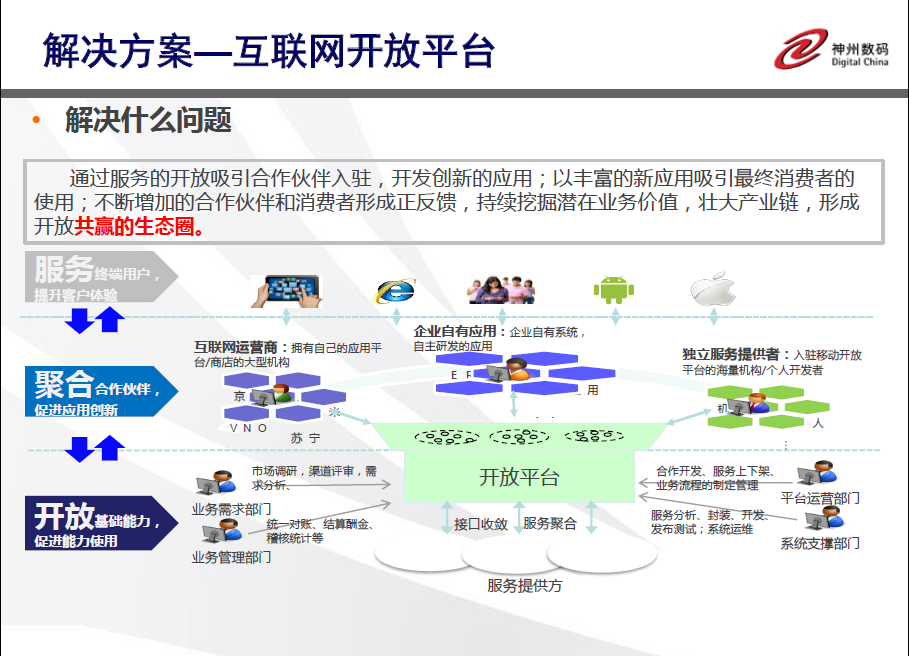 解决方案—互联网开放平台
神州数码
Digital China
• 解决什么问题
通过服务的开放吸引合作伙伴入驻，开发创新的应用；以丰富的新应用吸引最终消费者的
使用；不断增加的合作伙伴和消费者形成正反馈，持续挖掘潜在业务价值，壮大产业链，形成
开放共赢的生态圈。
服务终端用户，
提升客户体验
互联网运营商：拥有自己的应用平
台/商店的大型机构
企业自有应用：企业自有系统，
自主研发的应用
独立服务提供者：入驻移动开放
平台的海量机构/个人开发者
聚合合作伙伴，
促进应用创新
京
米
VNO
苏宁
E
用
机
人
开放平台
开放基础能力，
促进能力使用
市场调研，渠道评审，需
求分析、
业务需求部门
统一对账、结算酬金、
稽核统计等
业务管理部门
合作开发、服务上下架、
业务流程的制定管理
平台运营部门
服务分析、封装、开发、
发布测试；系统运维
系统支撑部门
接口收敛
服务聚合
服务提供方